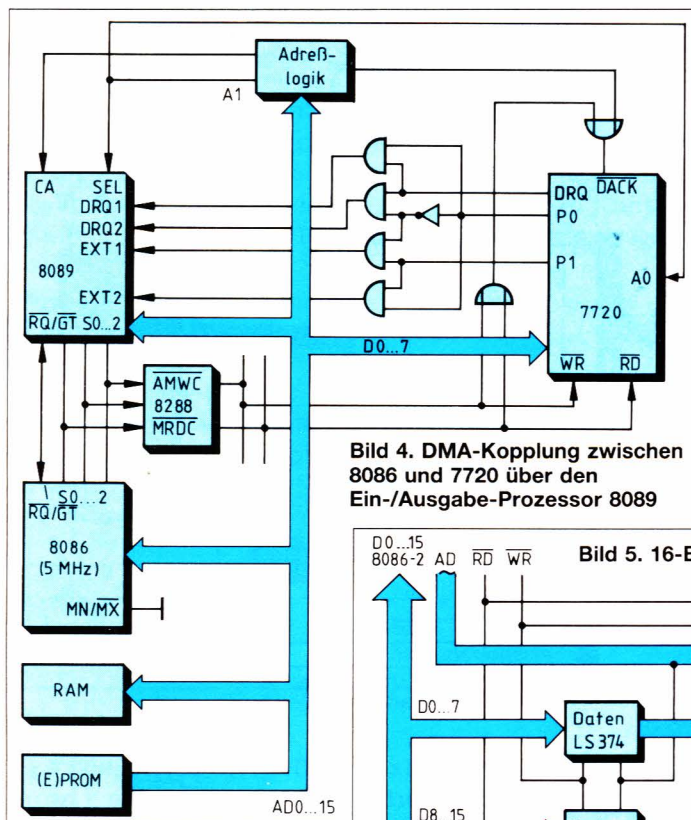 Adreß-
logik
A1
CA
SEL
DRQ1
DRQ2
EXT1
8089
EXT2
RQ/GT S0...2
DRQ
DACK
P0
P1
A0
7720
WR
RD
D0...7
AMWC
8288
MRDC
Bild 4. DMA-Kopplung zwischen
8086 und 7720 über den
Ein-/Ausgabe-Prozessor 8089
S0...2
RQ/GT
8086
(5 MHz)
MN/MX
RAM
(E)PROM
AD0...15
D0...15
8086-2
AD
RD
WR
Bild 5. 16-B
D0...7
Daten
LS374
D8...15